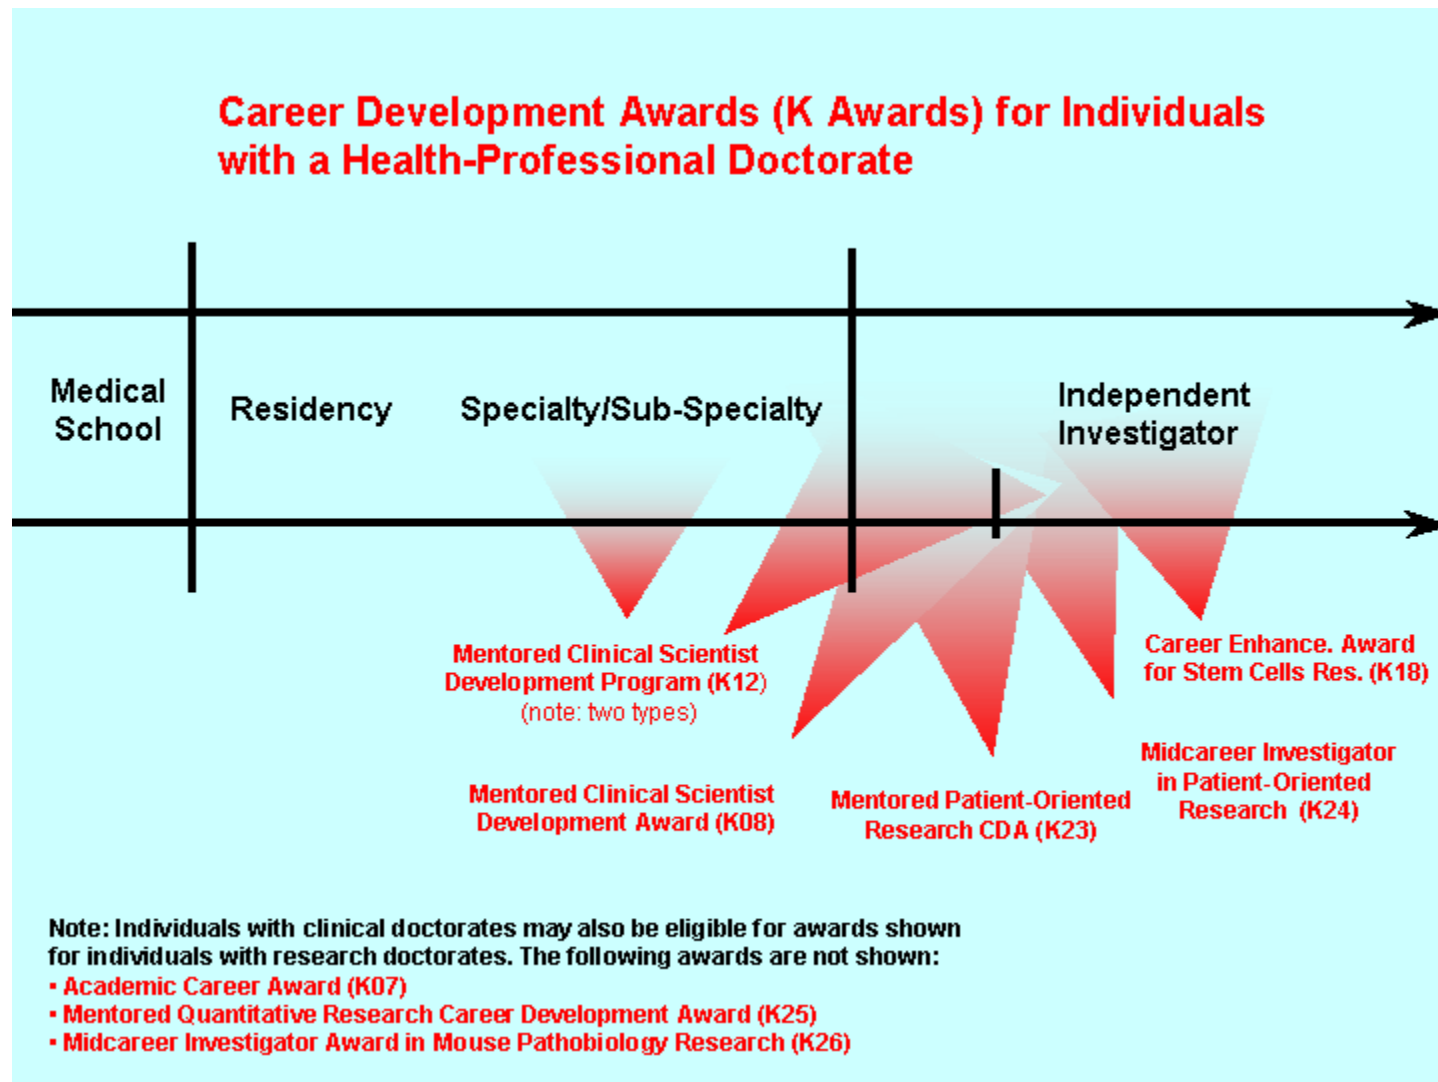 Career Development Awards (K Awards) for Individuals
with a Health-Professional Doctorate
Medical
School
Residency
Specialty/Sub-Specialty
Independent
Investigator
Mentored Clinical Scientist
Development Program (K12)
(note: two types)
Career Enhance. Award
for Stem Cells Res. (K18)
Mentored Clinical Scientist
Development Award (K08)
Mentored Patient-Oriented
Research CDA (K23)
Midcareer Investigator
in Patient-Oriented
Research (K24)
Note: Individuals with clinical doctorates may also be eligible for awards shown
for individuals with research doctorates. The following awards are not shown:
▪ Academic Career Award (K07)
▪ Mentored Quantitative Research Career Development Award (K25)
▪ Midcareer Investigator Award in Mouse Pathobiology Research (K26)